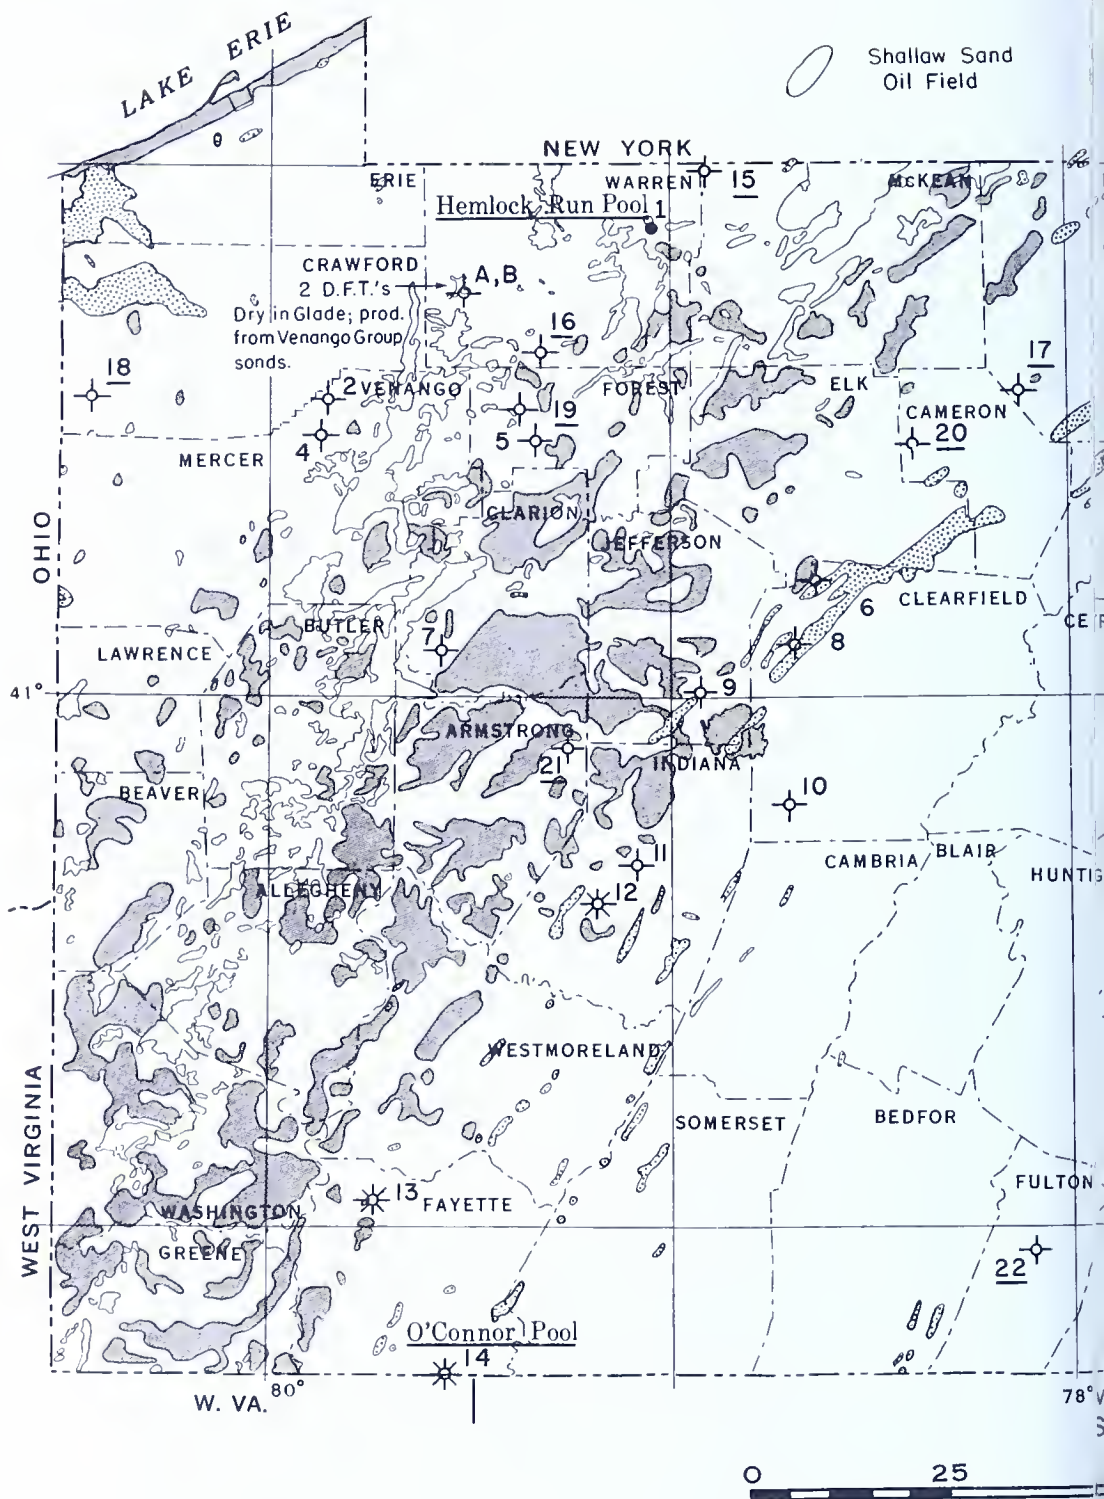 LAKE ERIE
Shallaw Sand
Oil Field
NEW YORK
ERIE
WARREN
15
McKEAN
Hemlock Run Pool 1
CRAWFORD
2 D.F.T.'s
A,B
Dry in Glade; prod.
from Venango Group
sonds.
16
17
18
2 VENANGO
FOREST
ELK
19
CAMERON
4
5
20
MERCER
CLARION
OHIO
JEFFERSON
6
CLEARFIELD
BUTLER
7
8
CE
LAWRENCE
41°
9
ARMSTRONG
21
INDIANA
BEAVER
10
11
CAMBRIA
BLAIR
ALLEGHENY
HUNTIG
12
WESTMORELAND
WEST VIRGINIA
SOMERSET
BEDFOR
13
FAYETTE
FULTON
WASHINGTON
GREENE
22
O'Connor Pool
14
80°
78°
W. VA.
0 25